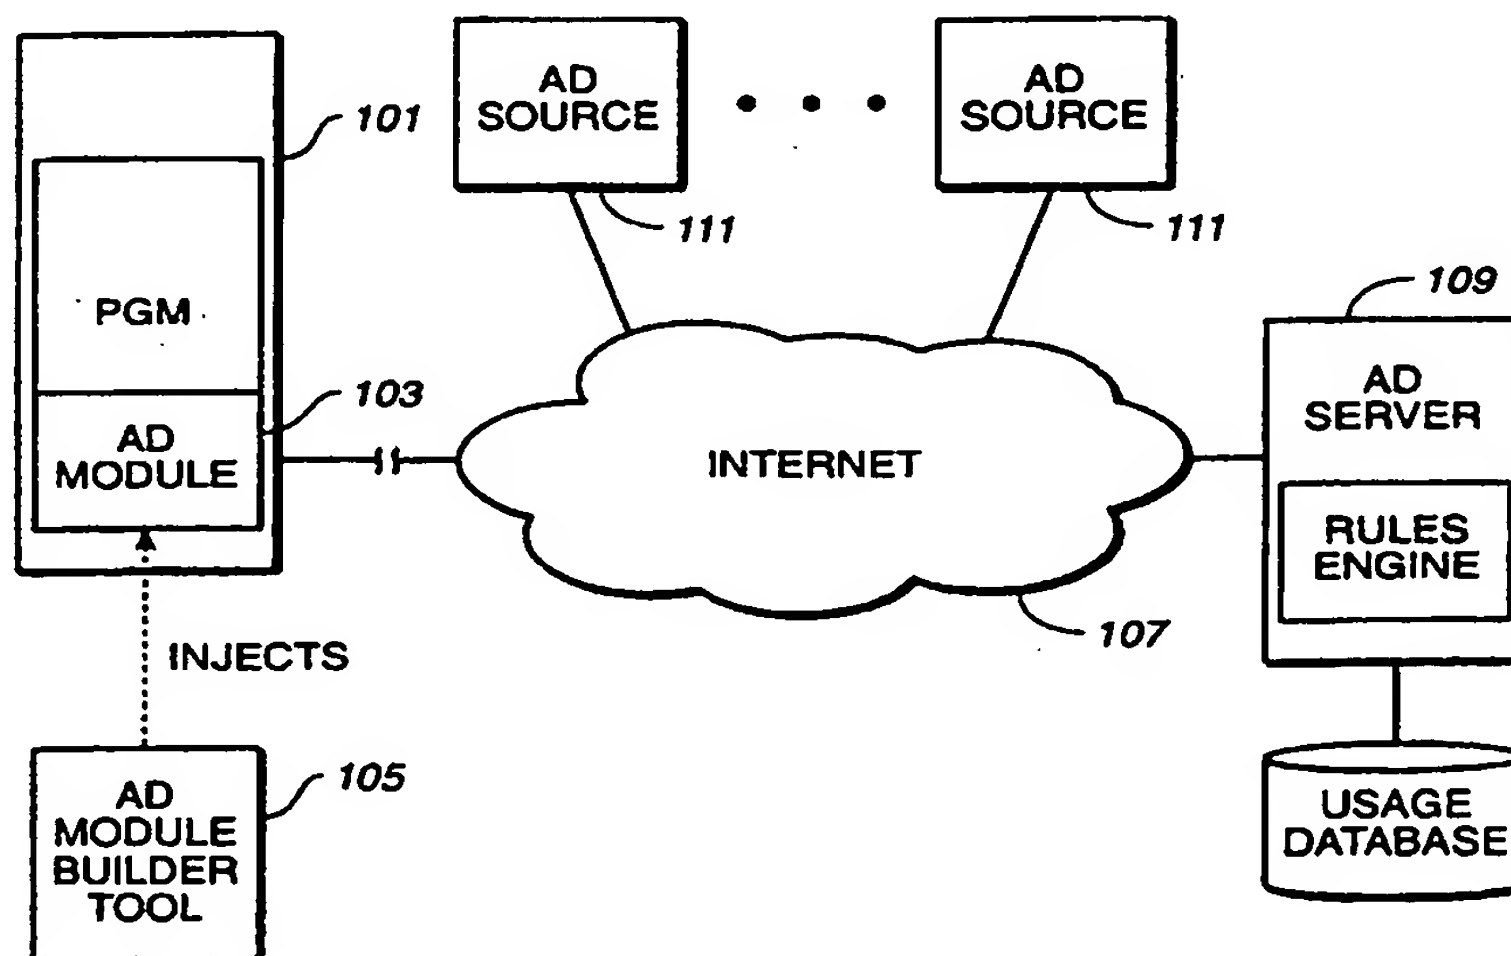 101
AD
SOURCE
AD
SOURCE
111
111
PGM
109
103
AD
MODULE
INTERNET
AD
SERVER
RULES
ENGINE
107
INJECTS
105
AD
MODULE
BUILDER
TOOL
USAGE
DATABASE